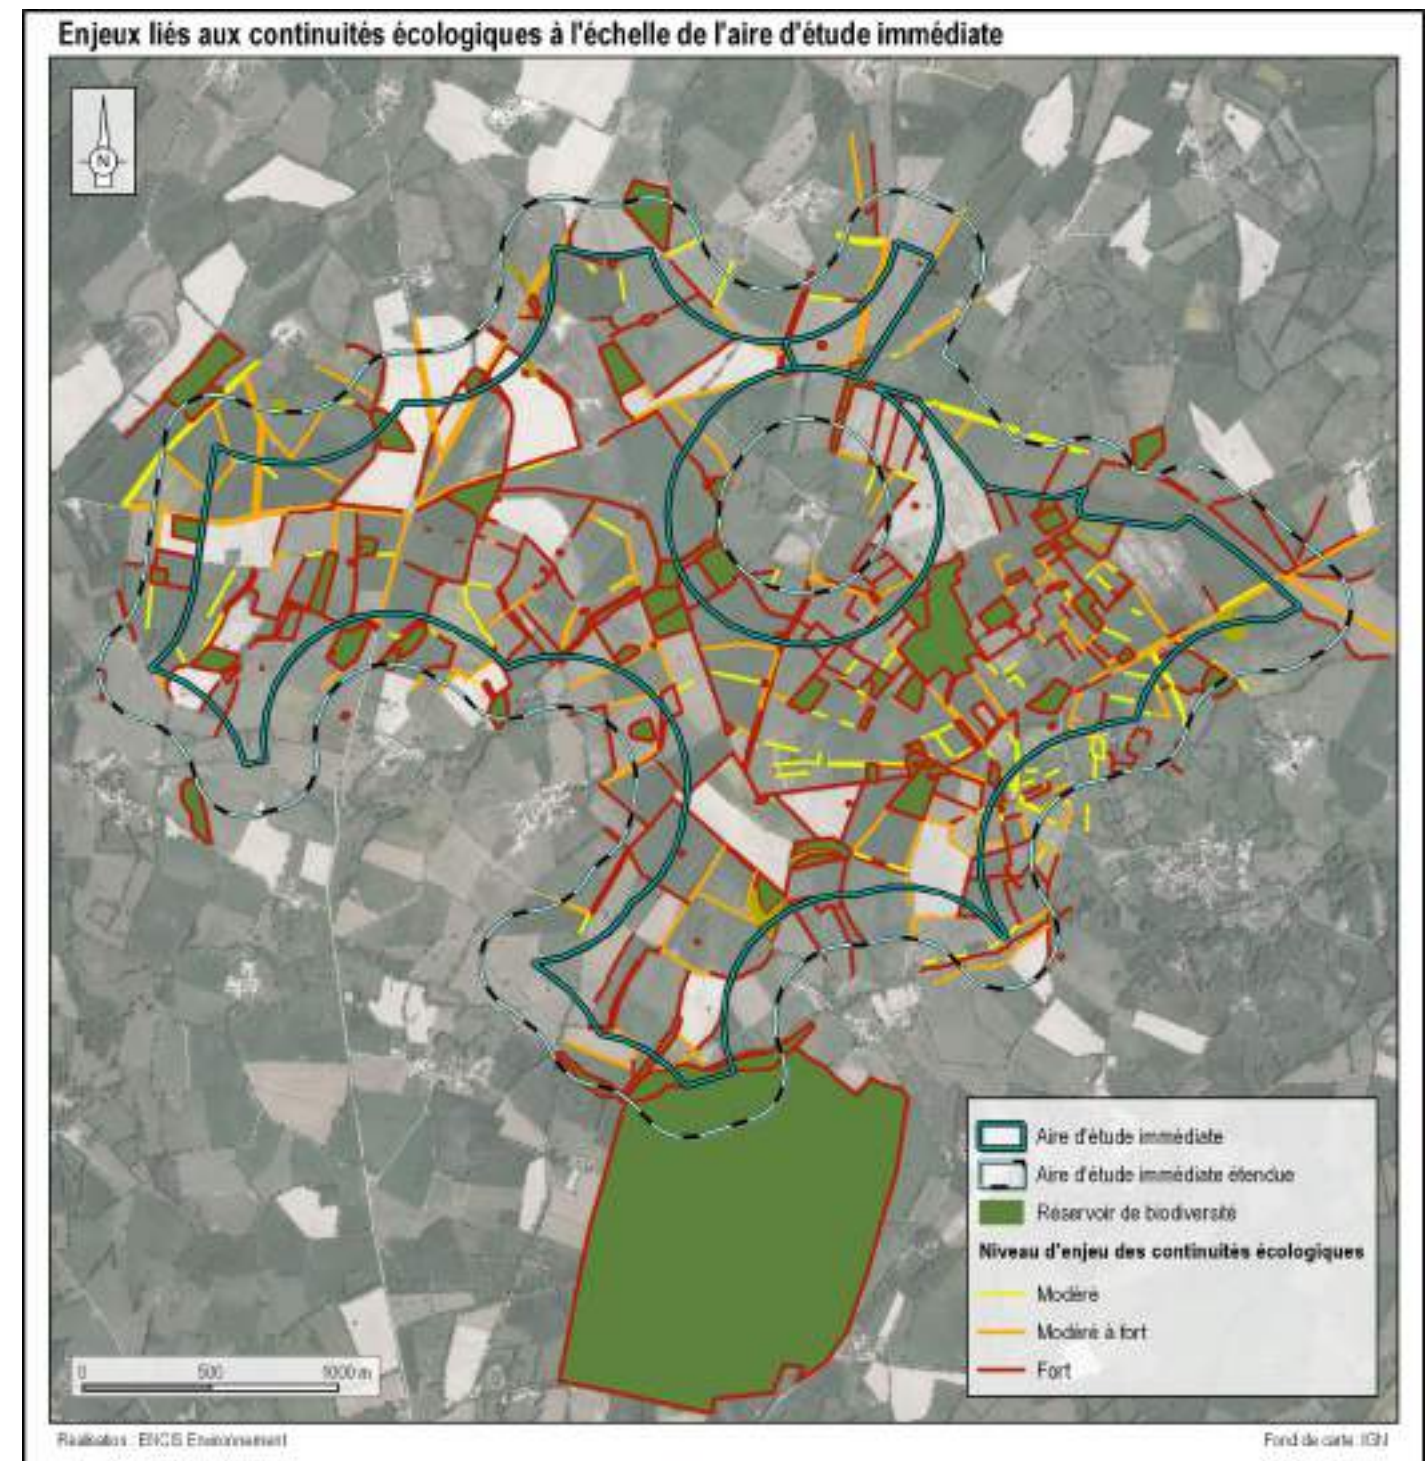 Enjeux liés aux continuités écologiques à l'échelle de l'aire d'étude immédiate
N
Aire d'étude immédiate
Aire d'étude immédiate étendue
Réservoir de biodiversité
Niveau d'enjeu des continuités écologiques
Modéré
Modéré à fort
Fort
0 500 1000 m
Réalisation : ENCIS Environnement
Fond de carte : IGN